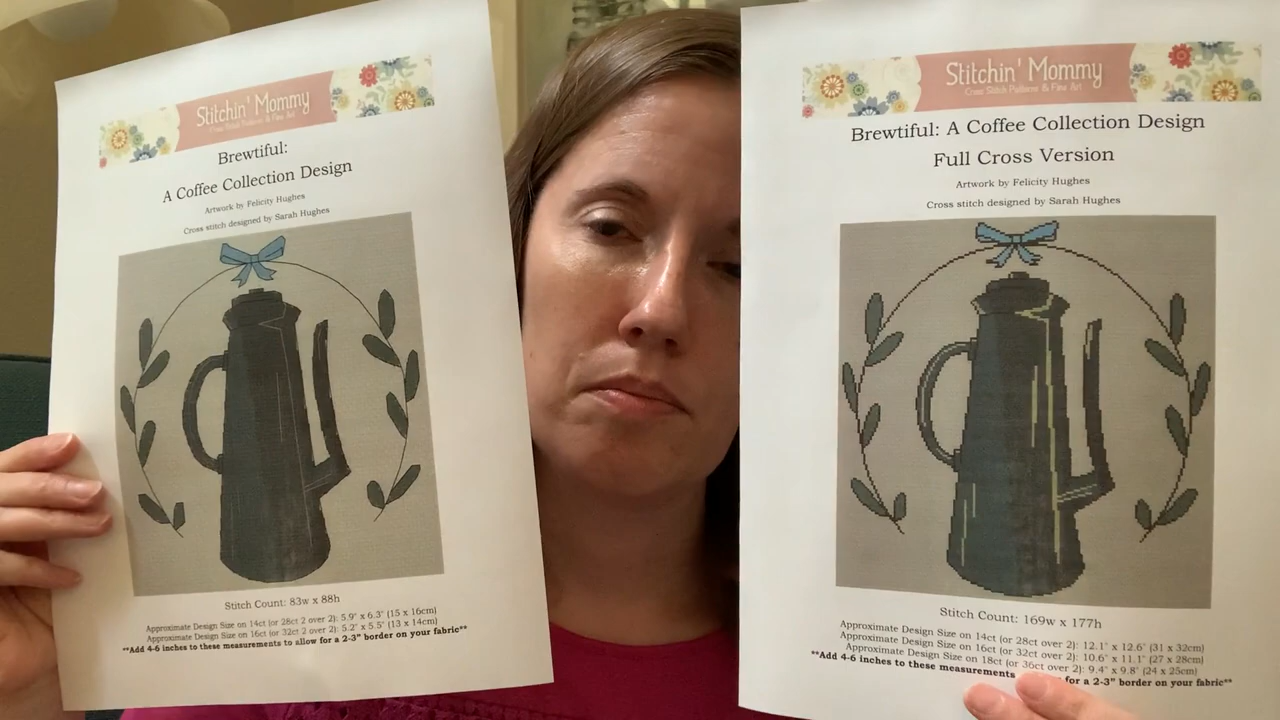 Stitchin' Mommy
Cross Stitch Patterns & Fine Art
Brewtiful:
A Coffee Collection Design
Artwork by Felicity Hughes
Cross stitch designed by Sarah Hughes
Stitch Count: 83w x 88h
Approximate Design Size on 14ct (or 28ct 2 over 2): 5.9" x 6.3" (15 x 16cm)
Approximate Design Size on 16ct (or 32ct 2 over 2): 5.2" x 5.5" (13 x 14cm)
**Add 4-6 inches to these measurements to allow for a 2-3" border on your fabric**
Stitchin' Mommy
Cross Stitch Patterns & Fine Art
Brewtiful: A Coffee Collection Design
Full Cross Version
Artwork by Felicity Hughes
Cross stitch designed by Sarah Hughes
Stitch Count: 169w x 177h
Approximate Design Size on 14ct (or 28ct over 2): 12.1" x 12.6" (31 x 32cm)
Approximate Design Size on 16ct (or 32ct over 2): 10.6" x 11.1" (27 x 28cm)
Approximate Design Size on 18ct (or 36ct over 2): 9.4" x 9.8" (24 x 25cm)
**Add 4-6 inches to these measurements for a 2-3" border on your fabric**